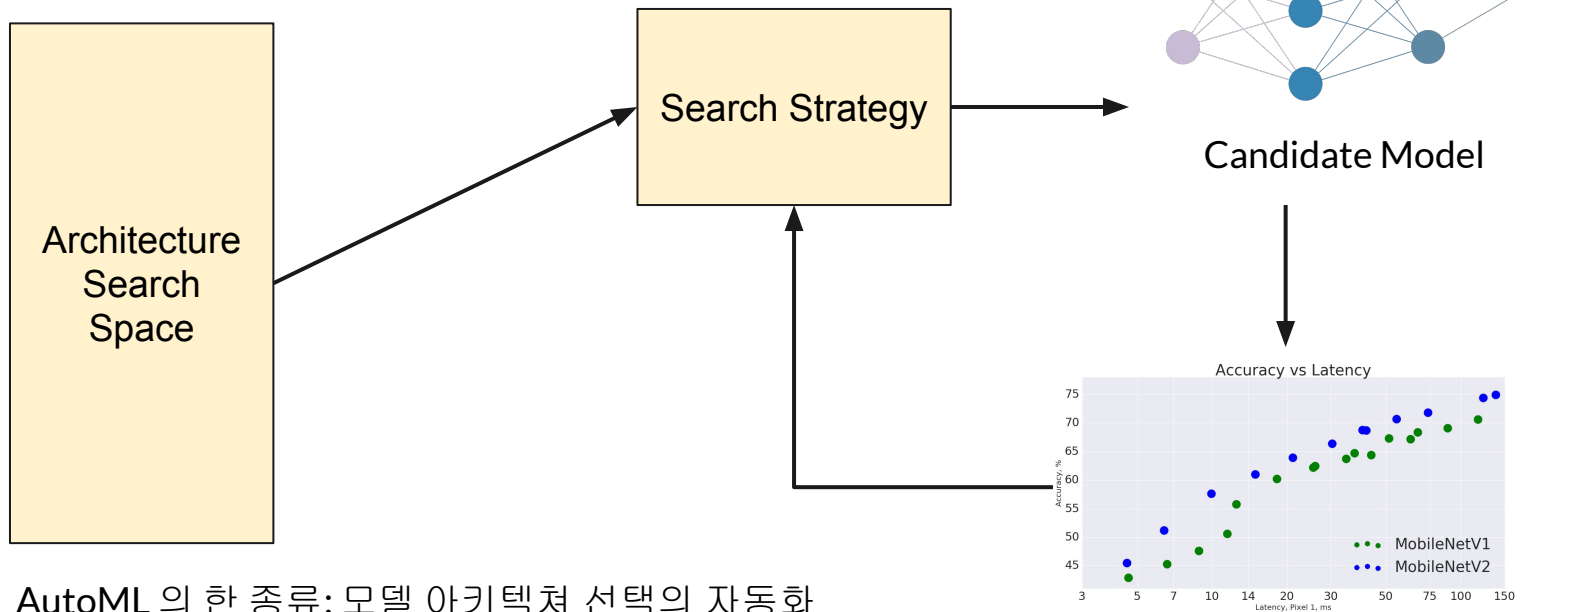 Architecture
Search
Space
Search Strategy
Candidate Model
Accuracy vs Latency
Accuracy, %
75
70
65
60
55
50
45
MobileNetV1
MobileNetV2
3 5 7 10 14 20 30 50 75 100 150
Latency, Pixel 1, ms
AutoML 의 한 종류: 모델 아키텍쳐 선택의 자동화